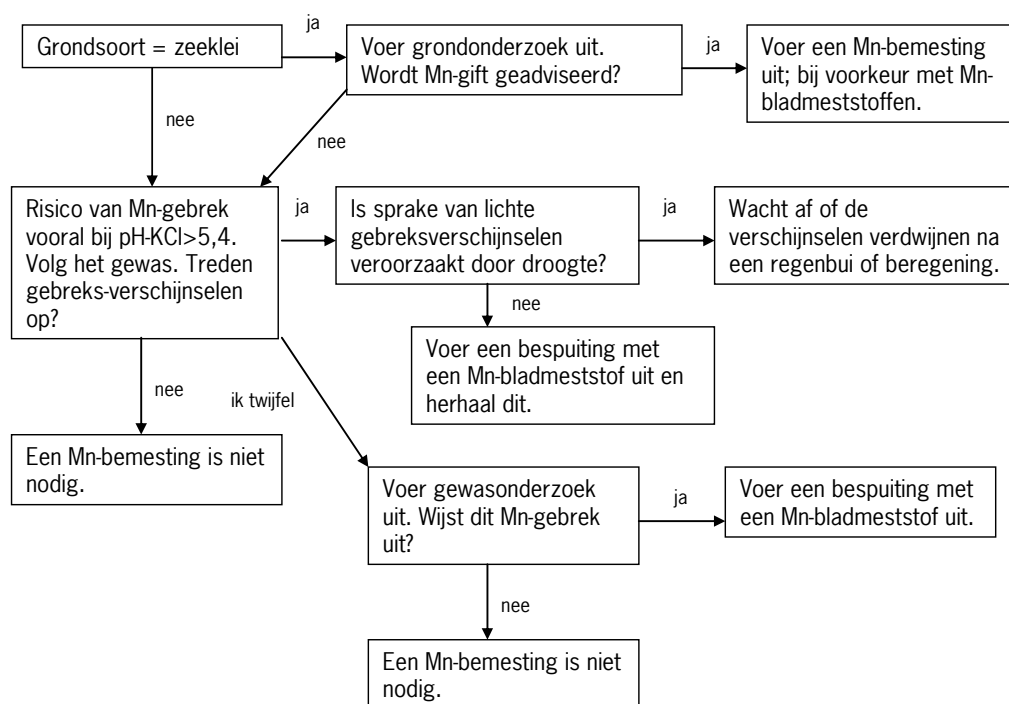 Grondsoort = zeeklei
ja
Voer grondonderzoek uit.
Wordt Mn-gift geadviseerd?
ja
Voer een Mn-bemesting
uit; bij voorkeur met Mn-
bladmeststoffen.
nee
nee
Risico van Mn-gebrek
vooral bij pH-KCl>5,4.
Volg het gewas. Treden
gebreks-verschijnselen
op?
ja
Is sprake van lichte
gebreksverschijnselen
veroorzaakt door droogte?
ja
Wacht af of de
verschijnselen verdwijnen na
een regenbui of beregening.
nee
Voer een bespuiting met
een Mn-bladmeststof uit en
herhaal dit.
nee
ik twijfel
Een Mn-bemesting is niet
nodig.
Voer gewasonderzoek
uit. Wijst dit Mn-gebrek
uit?
ja
Voer een bespuiting met
een Mn-bladmeststof uit.
nee
Een Mn-bemesting is niet
nodig.